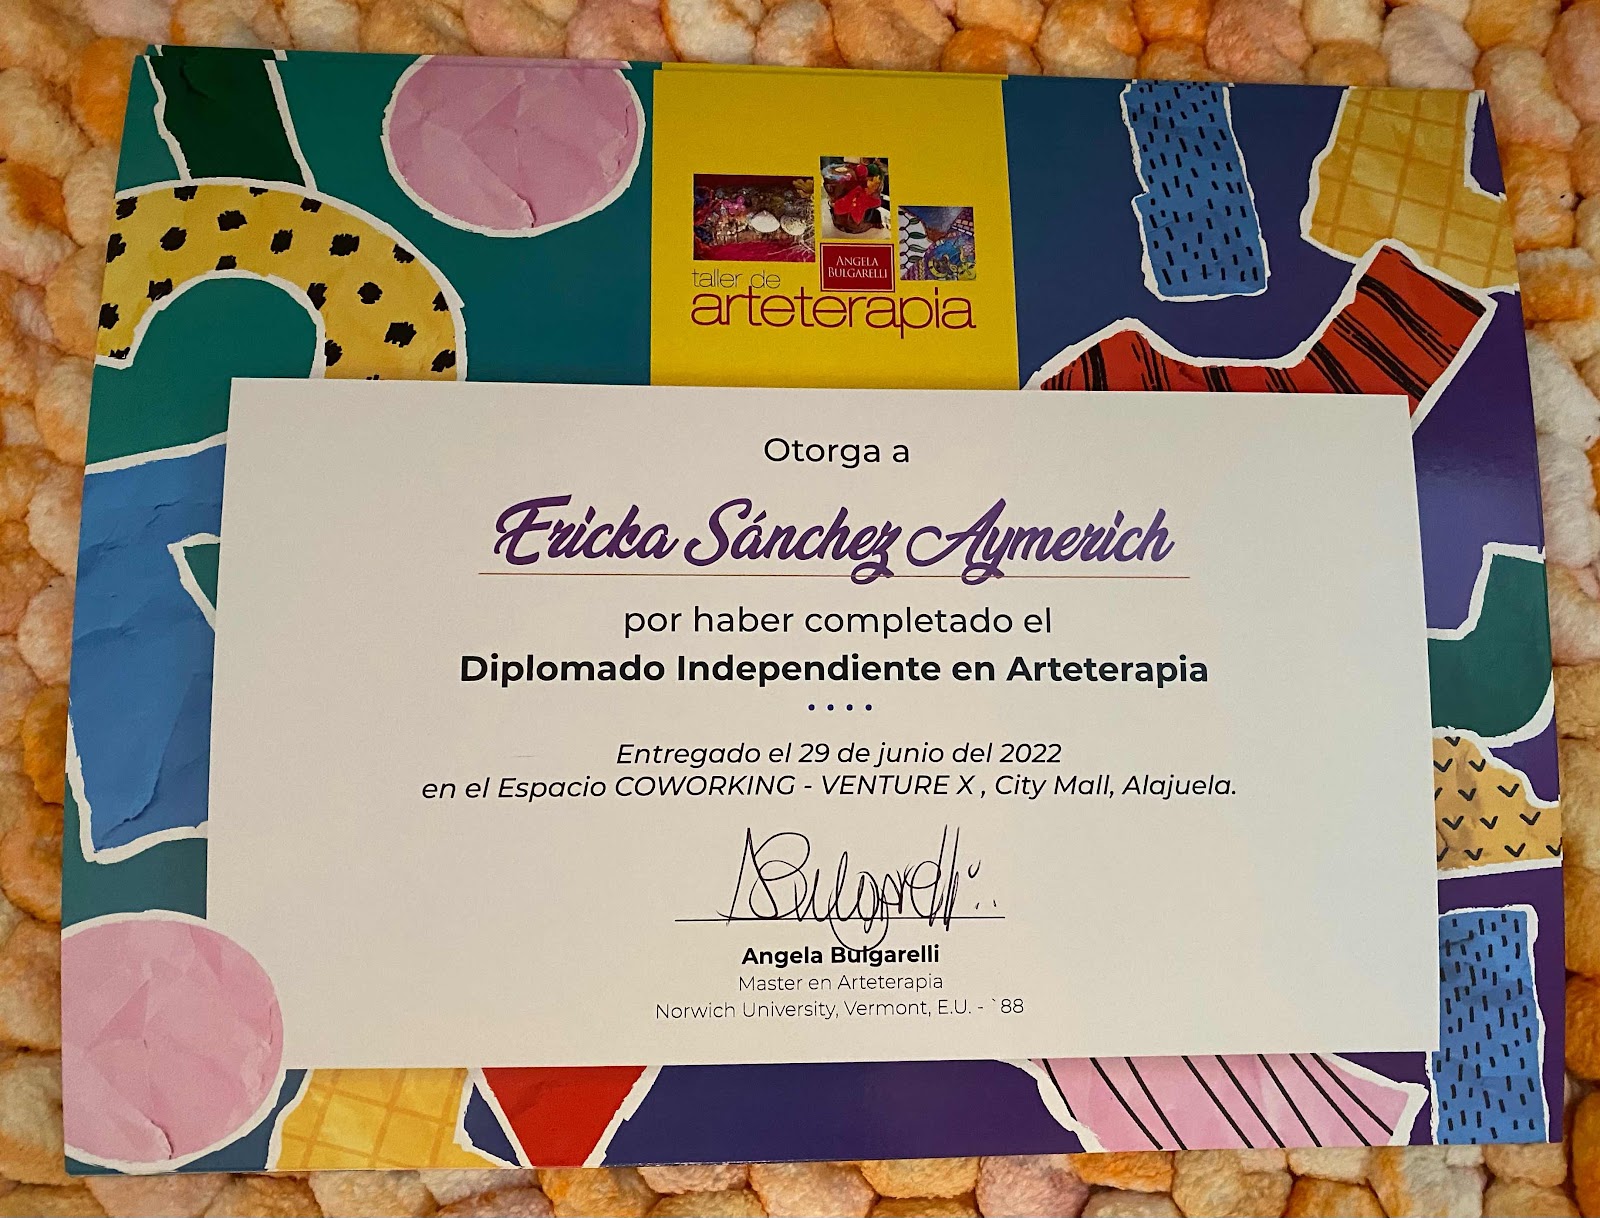 ANGELA
BULGARELLI
taller de
arteterapia
Otorga a
Ericka Sánchez Aymerich
por haber completado el
Diplomado Independiente en Arteterapia
Entregado el 29 de junio del 2022
en el Espacio COWORKING - VENTURE X , City Mall, Alajuela.
ABulgarelli
Angela Bulgarelli
Master en Arteterapia
Norwich University, Vermont, E.U. - `88